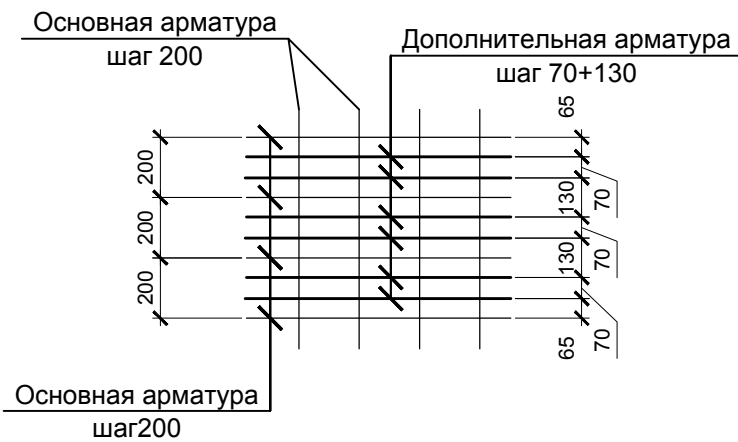 Основная арматура
шаг 200
Дополнительная арматура
шаг 70+130
65
200
130
70
200
130
70
200
65
70
Основная арматура
шаг200